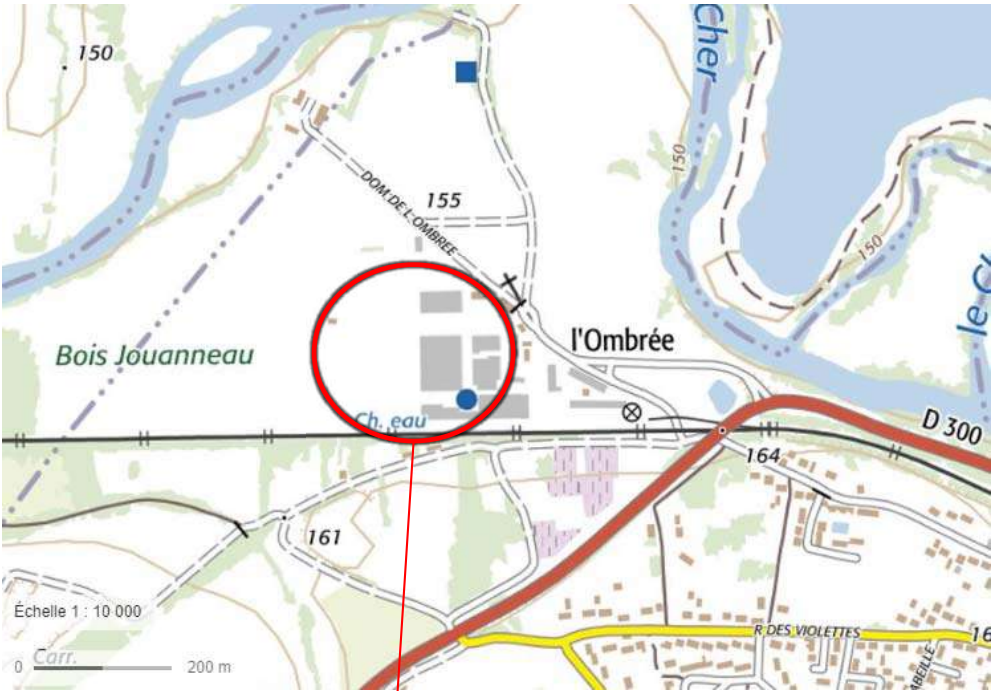 150
Cher
150
DOM. DE L'OMBREE
155
150
le C
l'Ombrée
Bois Jouanneau
Ch. eau
D 300
164
161
Échelle 1 : 10 000
R DES VIOLETTES
16
Carr.
0 200 m
ABEILLE